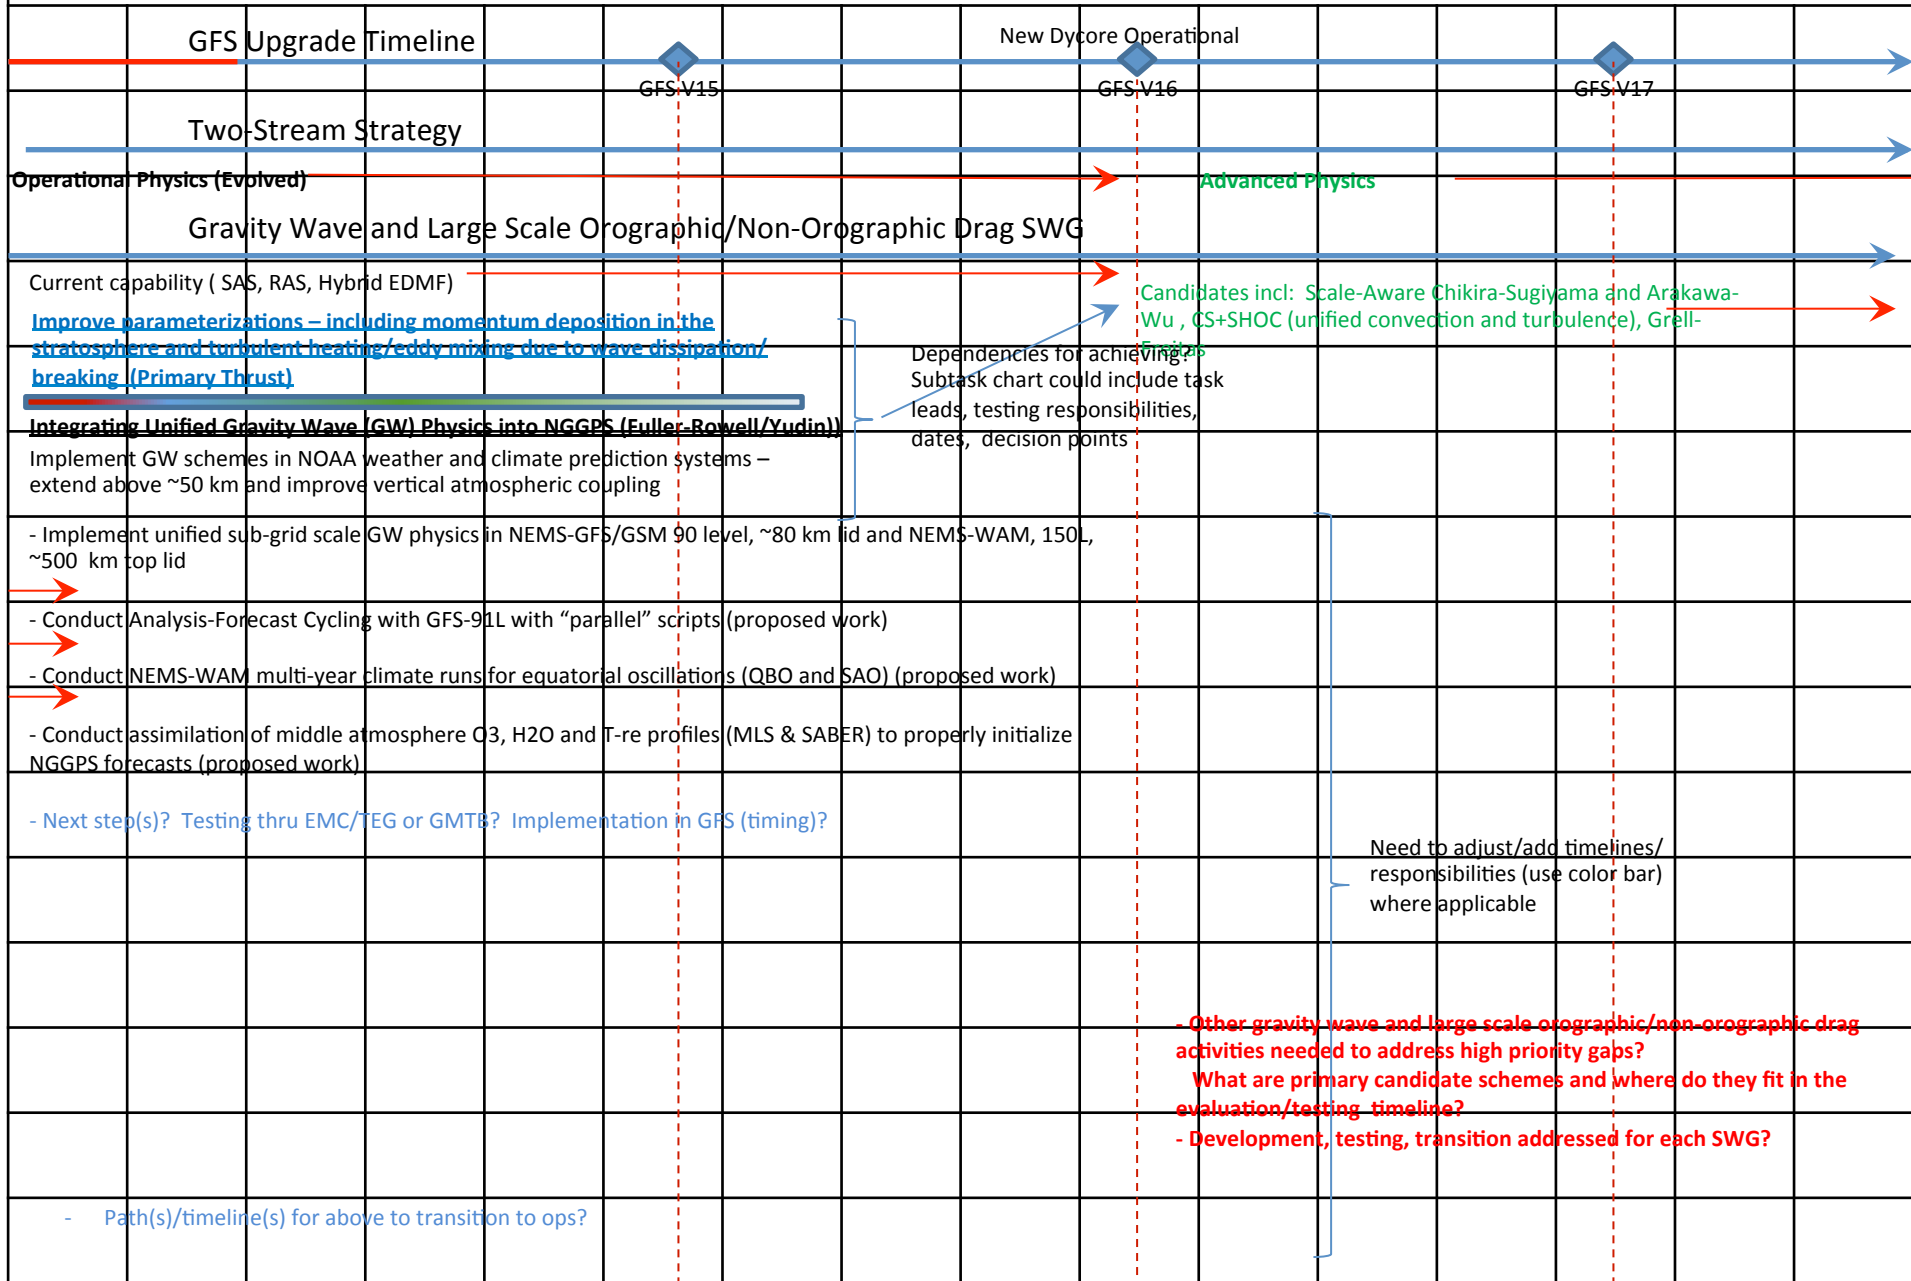 GFS Upgrade Timeline
New Dycore Operational
GFS V15
GFS V16
GFS V17
Two-Stream Strategy
Operational Physics (Evolved)
Advanced Physics
Gravity Wave and Large Scale Orographic/Non-Orographic Drag SWG
Current capability ( SAS, RAS, Hybrid EDMF)
Candidates incl: Scale-Aware Chikira-Sugiyama and Arakawa-
Wu , CS+SHOC (unified convection and turbulence), Grell-
Freitas
Improve parameterizations – including momentum deposition in the
stratosphere and turbulent heating/eddy mixing due to wave dissipation/
breaking (Primary Thrust)
Dependencies for achieving?
Subtask chart could include task
leads, testing responsibilities,
dates, decision points
Integrating Unified Gravity Wave (GW) Physics into NGGPS (Fuller-Rowell/Yudin))
Implement GW schemes in NOAA weather and climate prediction systems –
extend above ~50 km and improve vertical atmospheric coupling
- Implement unified sub-grid scale GW physics in NEMS-GFS/GSM 90 level, ~80 km lid and NEMS-WAM, 150L,
~500 km top lid
- Conduct Analysis-Forecast Cycling with GFS-91L with “parallel” scripts (proposed work)
- Conduct NEMS-WAM multi-year climate runs for equatorial oscillations (QBO and SAO) (proposed work)
- Conduct assimilation of middle atmosphere O3, H2O and T-re profiles (MLS & SABER) to properly initialize
NGGPS forecasts (proposed work)
- Next step(s)? Testing thru EMC/TEG or GMTB? Implementation in GFS (timing)?
Need to adjust/add timelines/
responsibilities (use color bar)
where applicable
- Other gravity wave and large scale orographic/non-orographic drag
activities needed to address high priority gaps?
What are primary candidate schemes and where do they fit in the
evaluation/testing timeline?
- Development, testing, transition addressed for each SWG?
- Path(s)/timeline(s) for above to transition to ops?